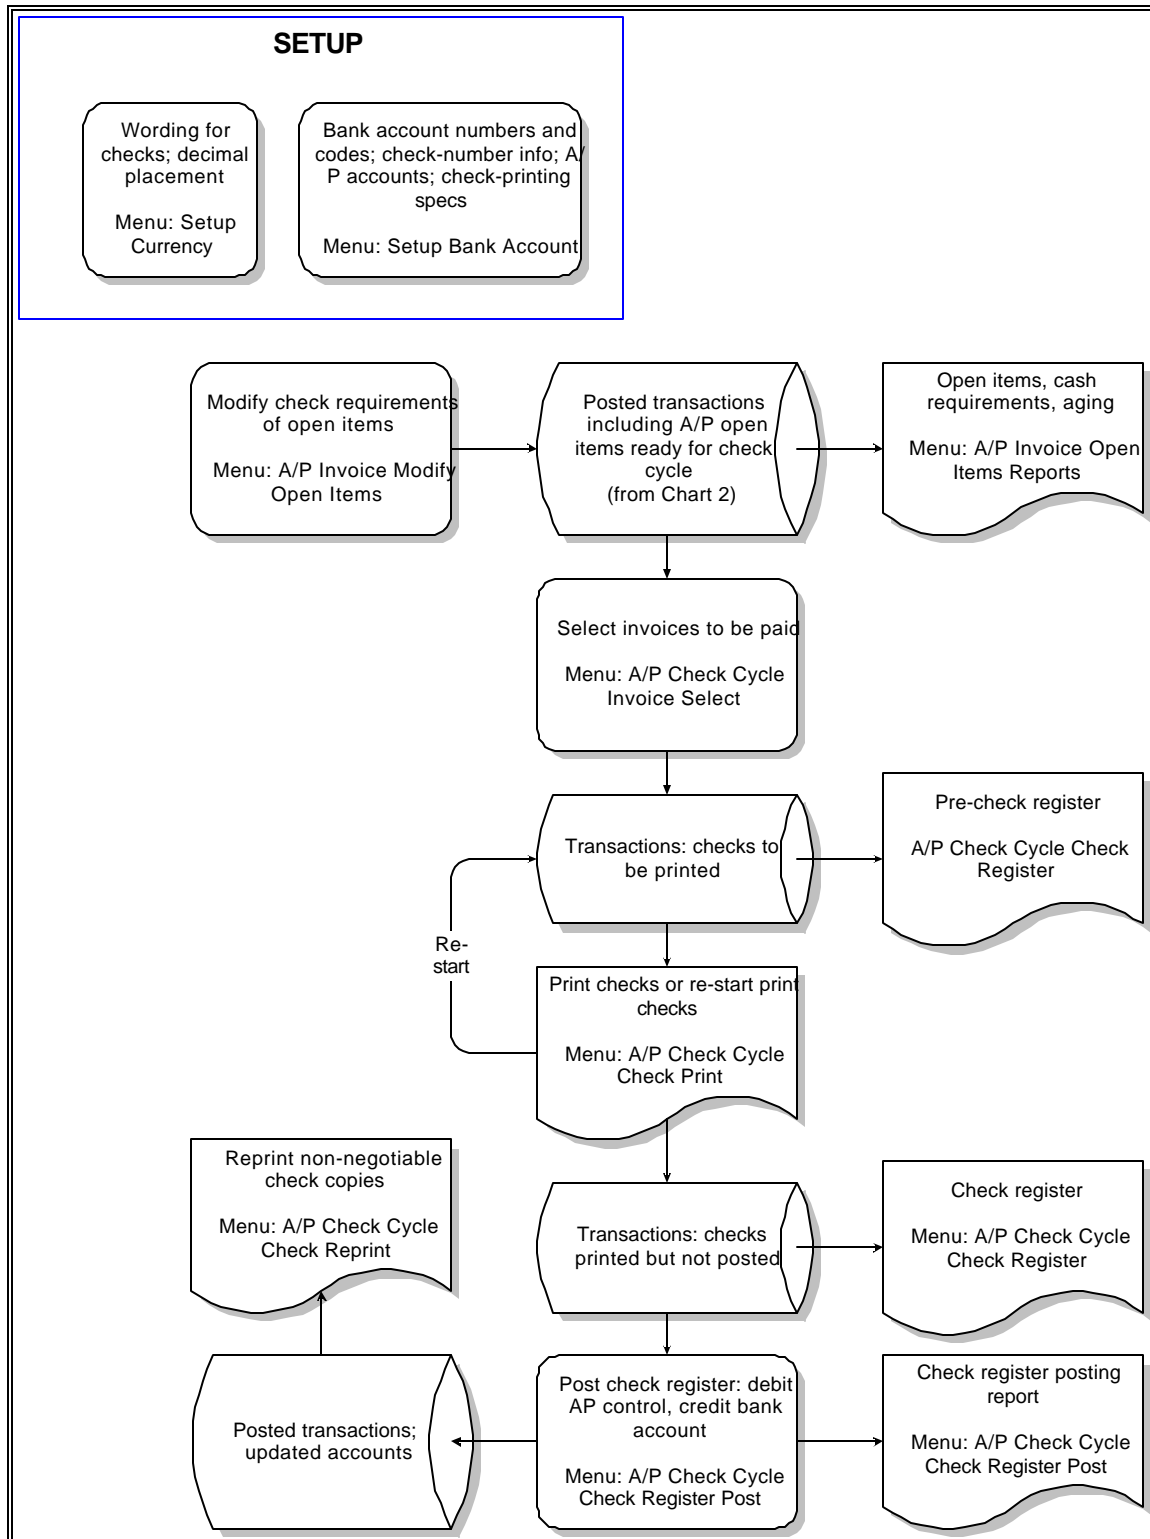 SETUP
Wording for
checks; decimal
placement
Menu: Setup
Currency
Bank account numbers and
codes; check-number info; A/
P accounts; check-printing
specs
Menu: Setup Bank Account
Modify check requirements
of open items
Menu: A/P Invoice Modify
Open Items
Posted transactions
including A/P open
items ready for check
cycle
(from Chart 2)
Open items, cash
requirements, aging
Menu: A/P Invoice Open
Items Reports
Select invoices to be paid
Menu: A/P Check Cycle
Invoice Select
Transactions: checks to
be printed
Pre-check register
A/P Check Cycle Check
Register
Re-
start
Print checks or re-start print
checks
Menu: A/P Check Cycle
Check Print
Reprint non-negotiable
check copies
Menu: A/P Check Cycle
Check Reprint
Transactions: checks
printed but not posted
Check register
Menu: A/P Check Cycle
Check Register
Posted transactions;
updated accounts
Post check register: debit
AP control, credit bank
account
Menu: A/P Check Cycle
Check Register Post
Check register posting
report
Menu: A/P Check Cycle
Check Register Post